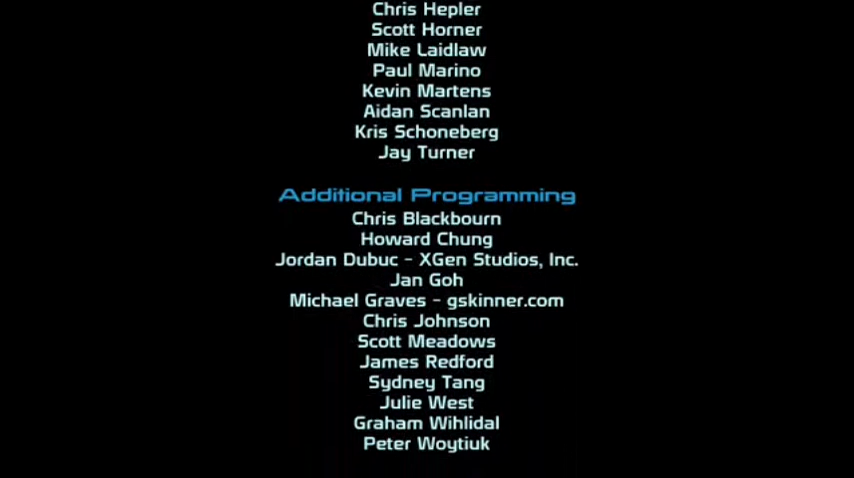 Chris Hepler
Scott Horner
Mike Laidlaw
Paul Marino
Kevin Martens
Aidan Scanlan
Kris Schoneberg
Jay Turner
Additional Programming
Chris Blackbourn
Howard Chung
Jordan Dubuc - XGen Studios, Inc.
Jan Goh
Michael Graves - gskinner.com
Chris Johnson
Scott Meadows
James Redford
Sydney Tang
Julie West
Graham Wihlidal
Peter Woytiuk